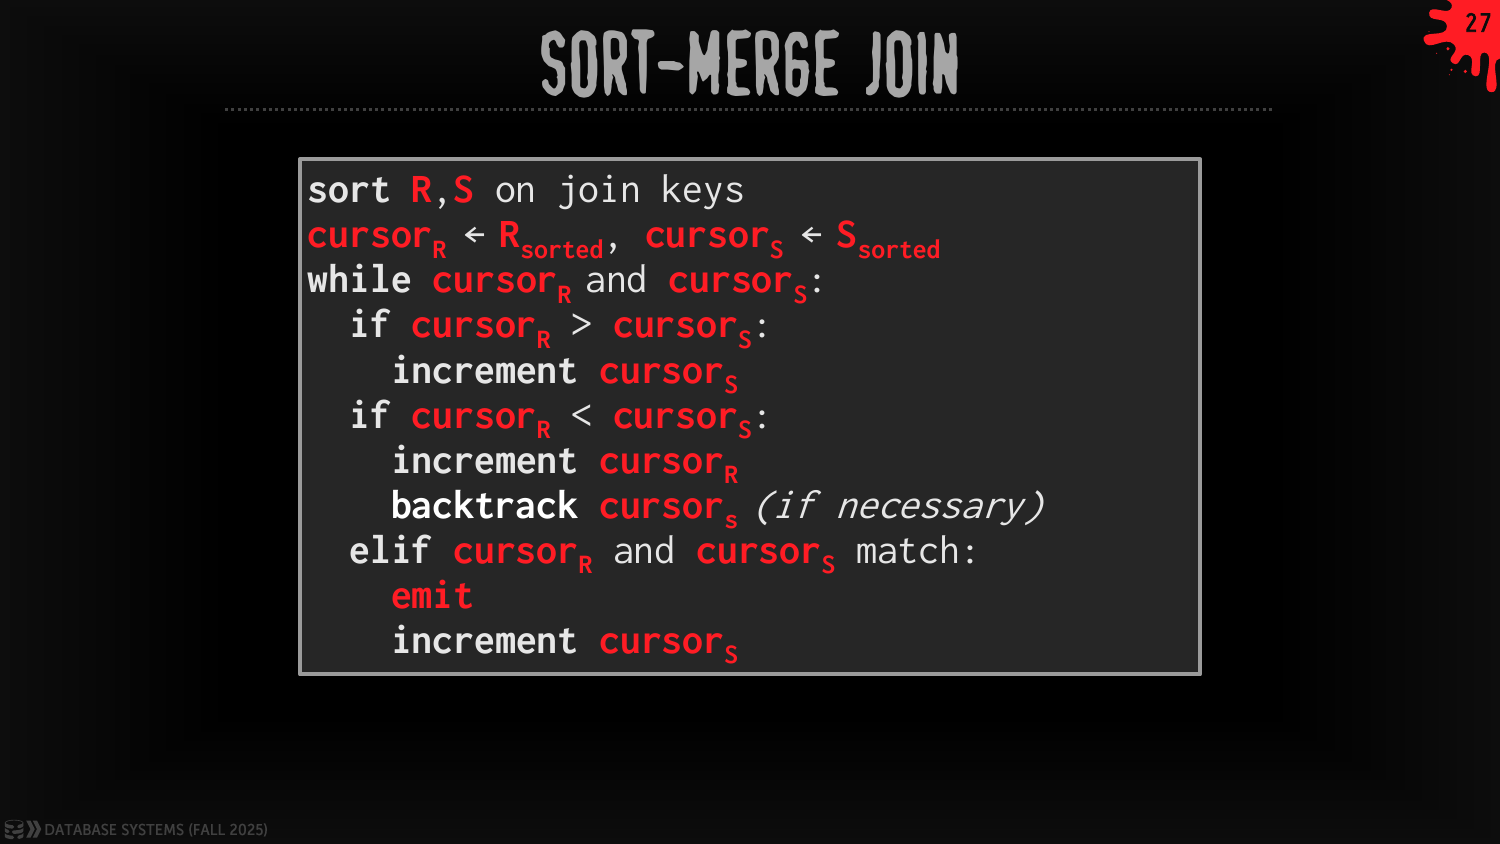 27
SORT-MERGE JOIN
sort R,S on join keys
cursorR ← Rsorted, cursorS ← Ssorted
while cursorR and cursorS:
if cursorR > cursorS:
increment cursorS
if cursorR < cursorS:
increment cursorR
backtrack cursors (if necessary)
elif cursorR and cursorS match:
emit
increment cursorS
DATABASE SYSTEMS (FALL 2025)